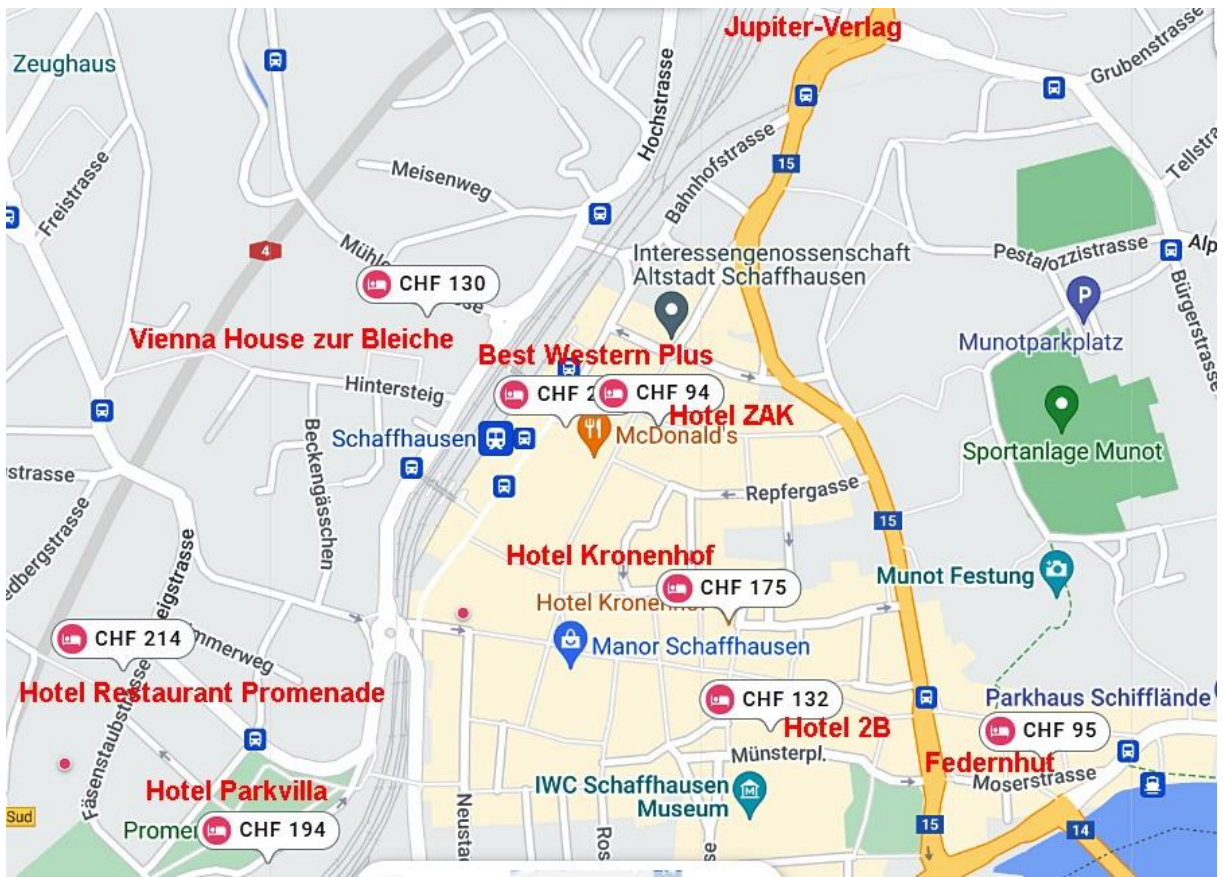 Jupiter-Verlag
Zeughaus
Grubenstrasse
Hochstrasse
15
Meisenweg
Bahnhofstrasse
Freistrasse
4
Interessengenossenschaft
Altstadt Schaffhausen
Pestalozzistrasse
P
CHF 130
Munotparkplatz
Bürgerstrasse
Vienna House zur Bleiche
Best Western Plus
Hintersteig
CHF 2
CHF 94
Hotel ZAK
McDonald's
Schaffhausen
Sportanlage Munot
Beckengässchen
Repfergasse
15
Hotel Kronenhof
Munot Festung
CHF 175
Hotel Kronenhof
Manor Schaffhausen
CHF 214
Hotel Restaurant Promenade
CHF 132
Parkhaus Schifflände
Hotel 2B
CHF 95
Münsterpl.
Federnhut
Moserstrasse
Fäsenstaubstrasse
Hotel Parkvilla
IWC Schaffhausen
Museum
M
Sud
CHF 194
15
14